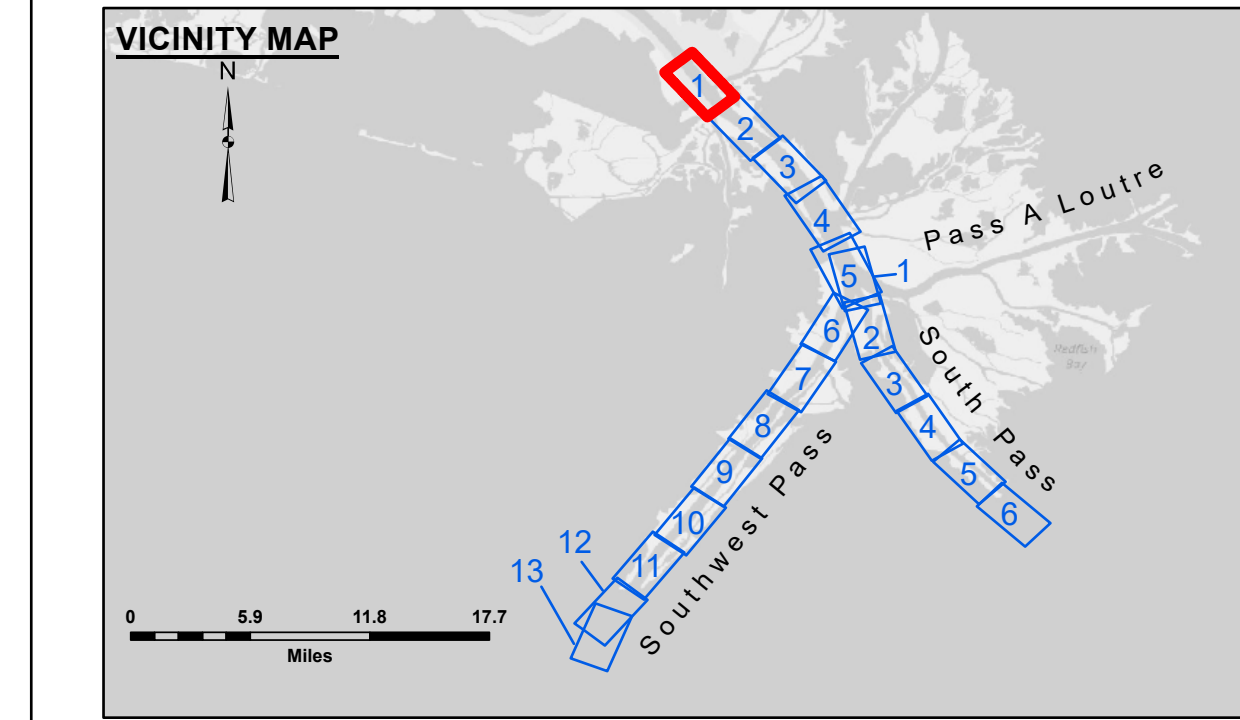 VICINITY MAP
N
1
2
3
4
5
1
Pass A Loutre
6
2
7
3
South Pass
8
4
9
5
10
6
11
12
13
Southwest Pass
Redfish
Bay
0 5.9 11.8 17.7
Miles